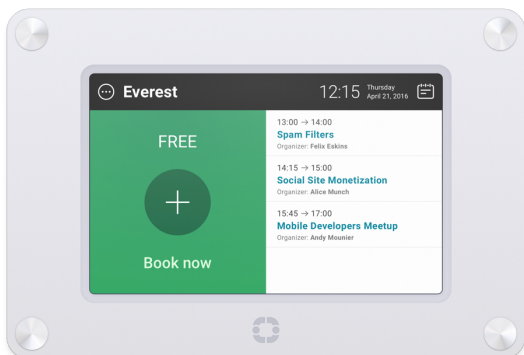 Everest
12:15
Thursday
April 21, 2016
FREE
Book now
13:00 → 14:00
Spam Filters
Organizer: Felix Eskins
14:15 → 15:00
Social Site Monetization
Organizer: Alice Munch
15:45 → 17:00
Mobile Developers Meetup
Organizer: Andy Mounier